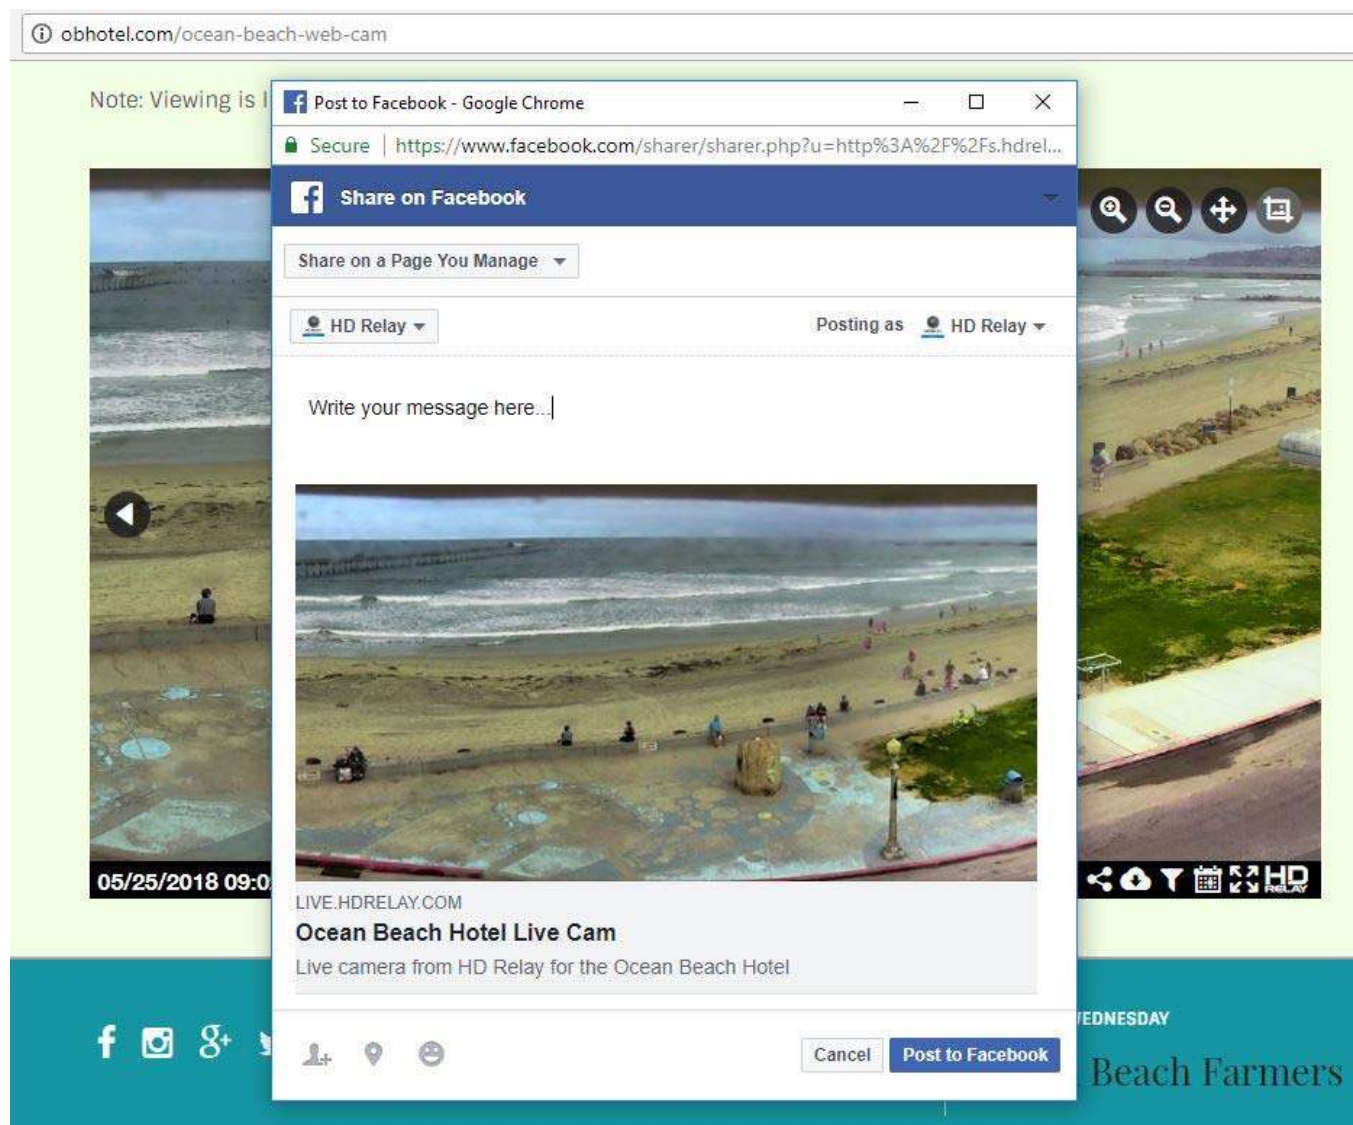 obhotel.com/ocean-beach-web-cam
Note: Viewing is
Post to Facebook - Google Chrome
Secure | https://www.facebook.com/sharer/sharer.php?u=http%3A%2F%2Fs.hdrel...
Share on Facebook
Share on a Page You Manage
HD Relay
Posting as HD Relay
Write your message here...
05/25/2018 09:0
HD
RELAY
LIVE.HDRELAY.COM
Ocean Beach Hotel Live Cam
Live camera from HD Relay for the Ocean Beach Hotel
EDNESDAY
Cancel Post to Facebook
Beach Farmers